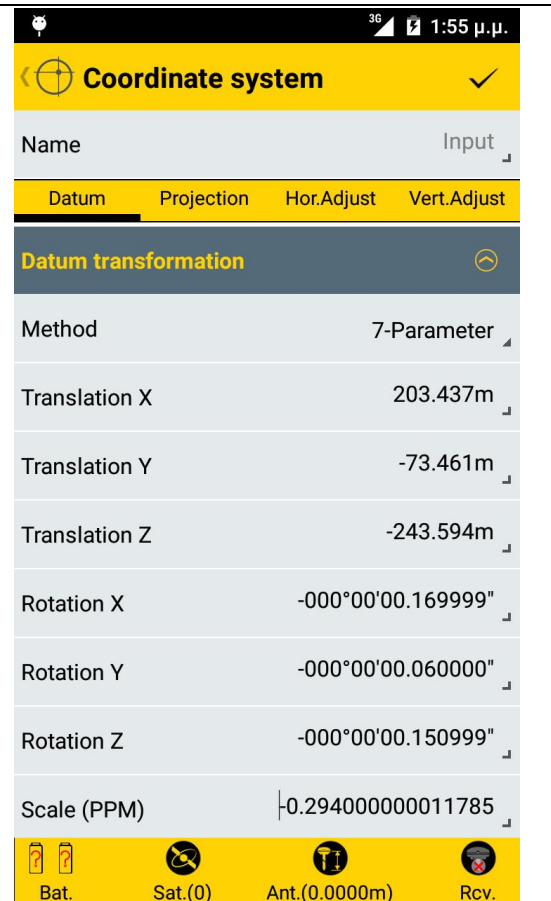 3G 1:55 μ.μ.
Coordinate system
Name Input
Datum Projection Hor.Adjust Vert.Adjust
Datum transformation
Method 7-Parameter
Translation X 203.437m
Translation Y -73.461m
Translation Z -243.594m
Rotation X -000°00'00.169999"
Rotation Y -000°00'00.060000"
Rotation Z -000°00'00.150999"
Scale (PPM) -0.294000000011785
? ?
Bat. Sat.(0) Ant.(0.0000m) Rcv.